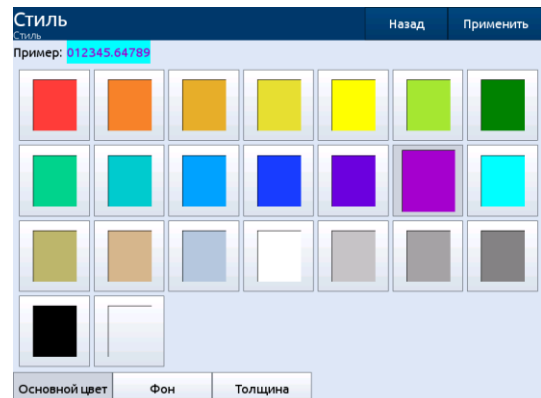 Стиль
Назад
Применить
Стиль
Пример: 012345.64789
Основной цвет
Фон
Толщина